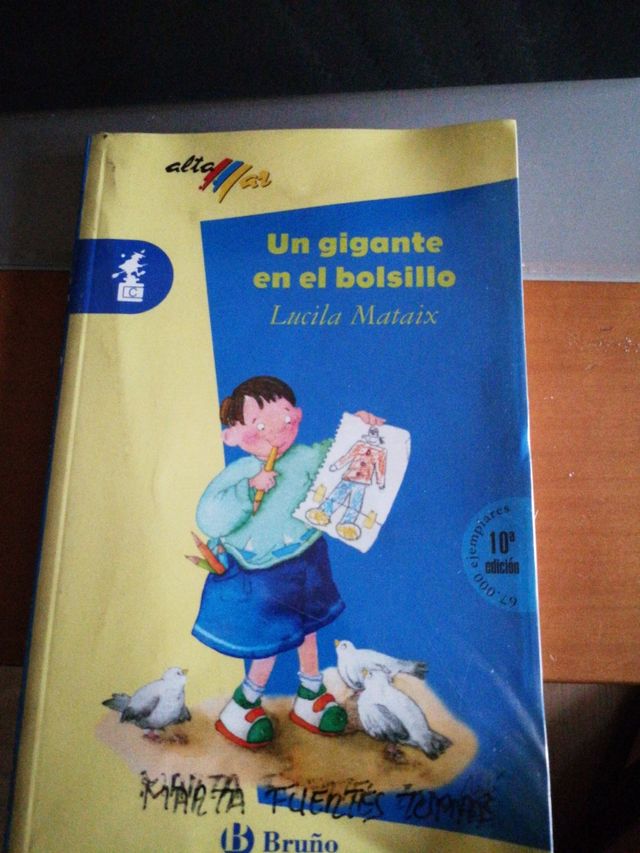 alta mar
Un gigante
en el bolsillo
Lucila Mataix
67.000 ejemplares
10ª
edición
C
MARTA FUENTES
B Bruño